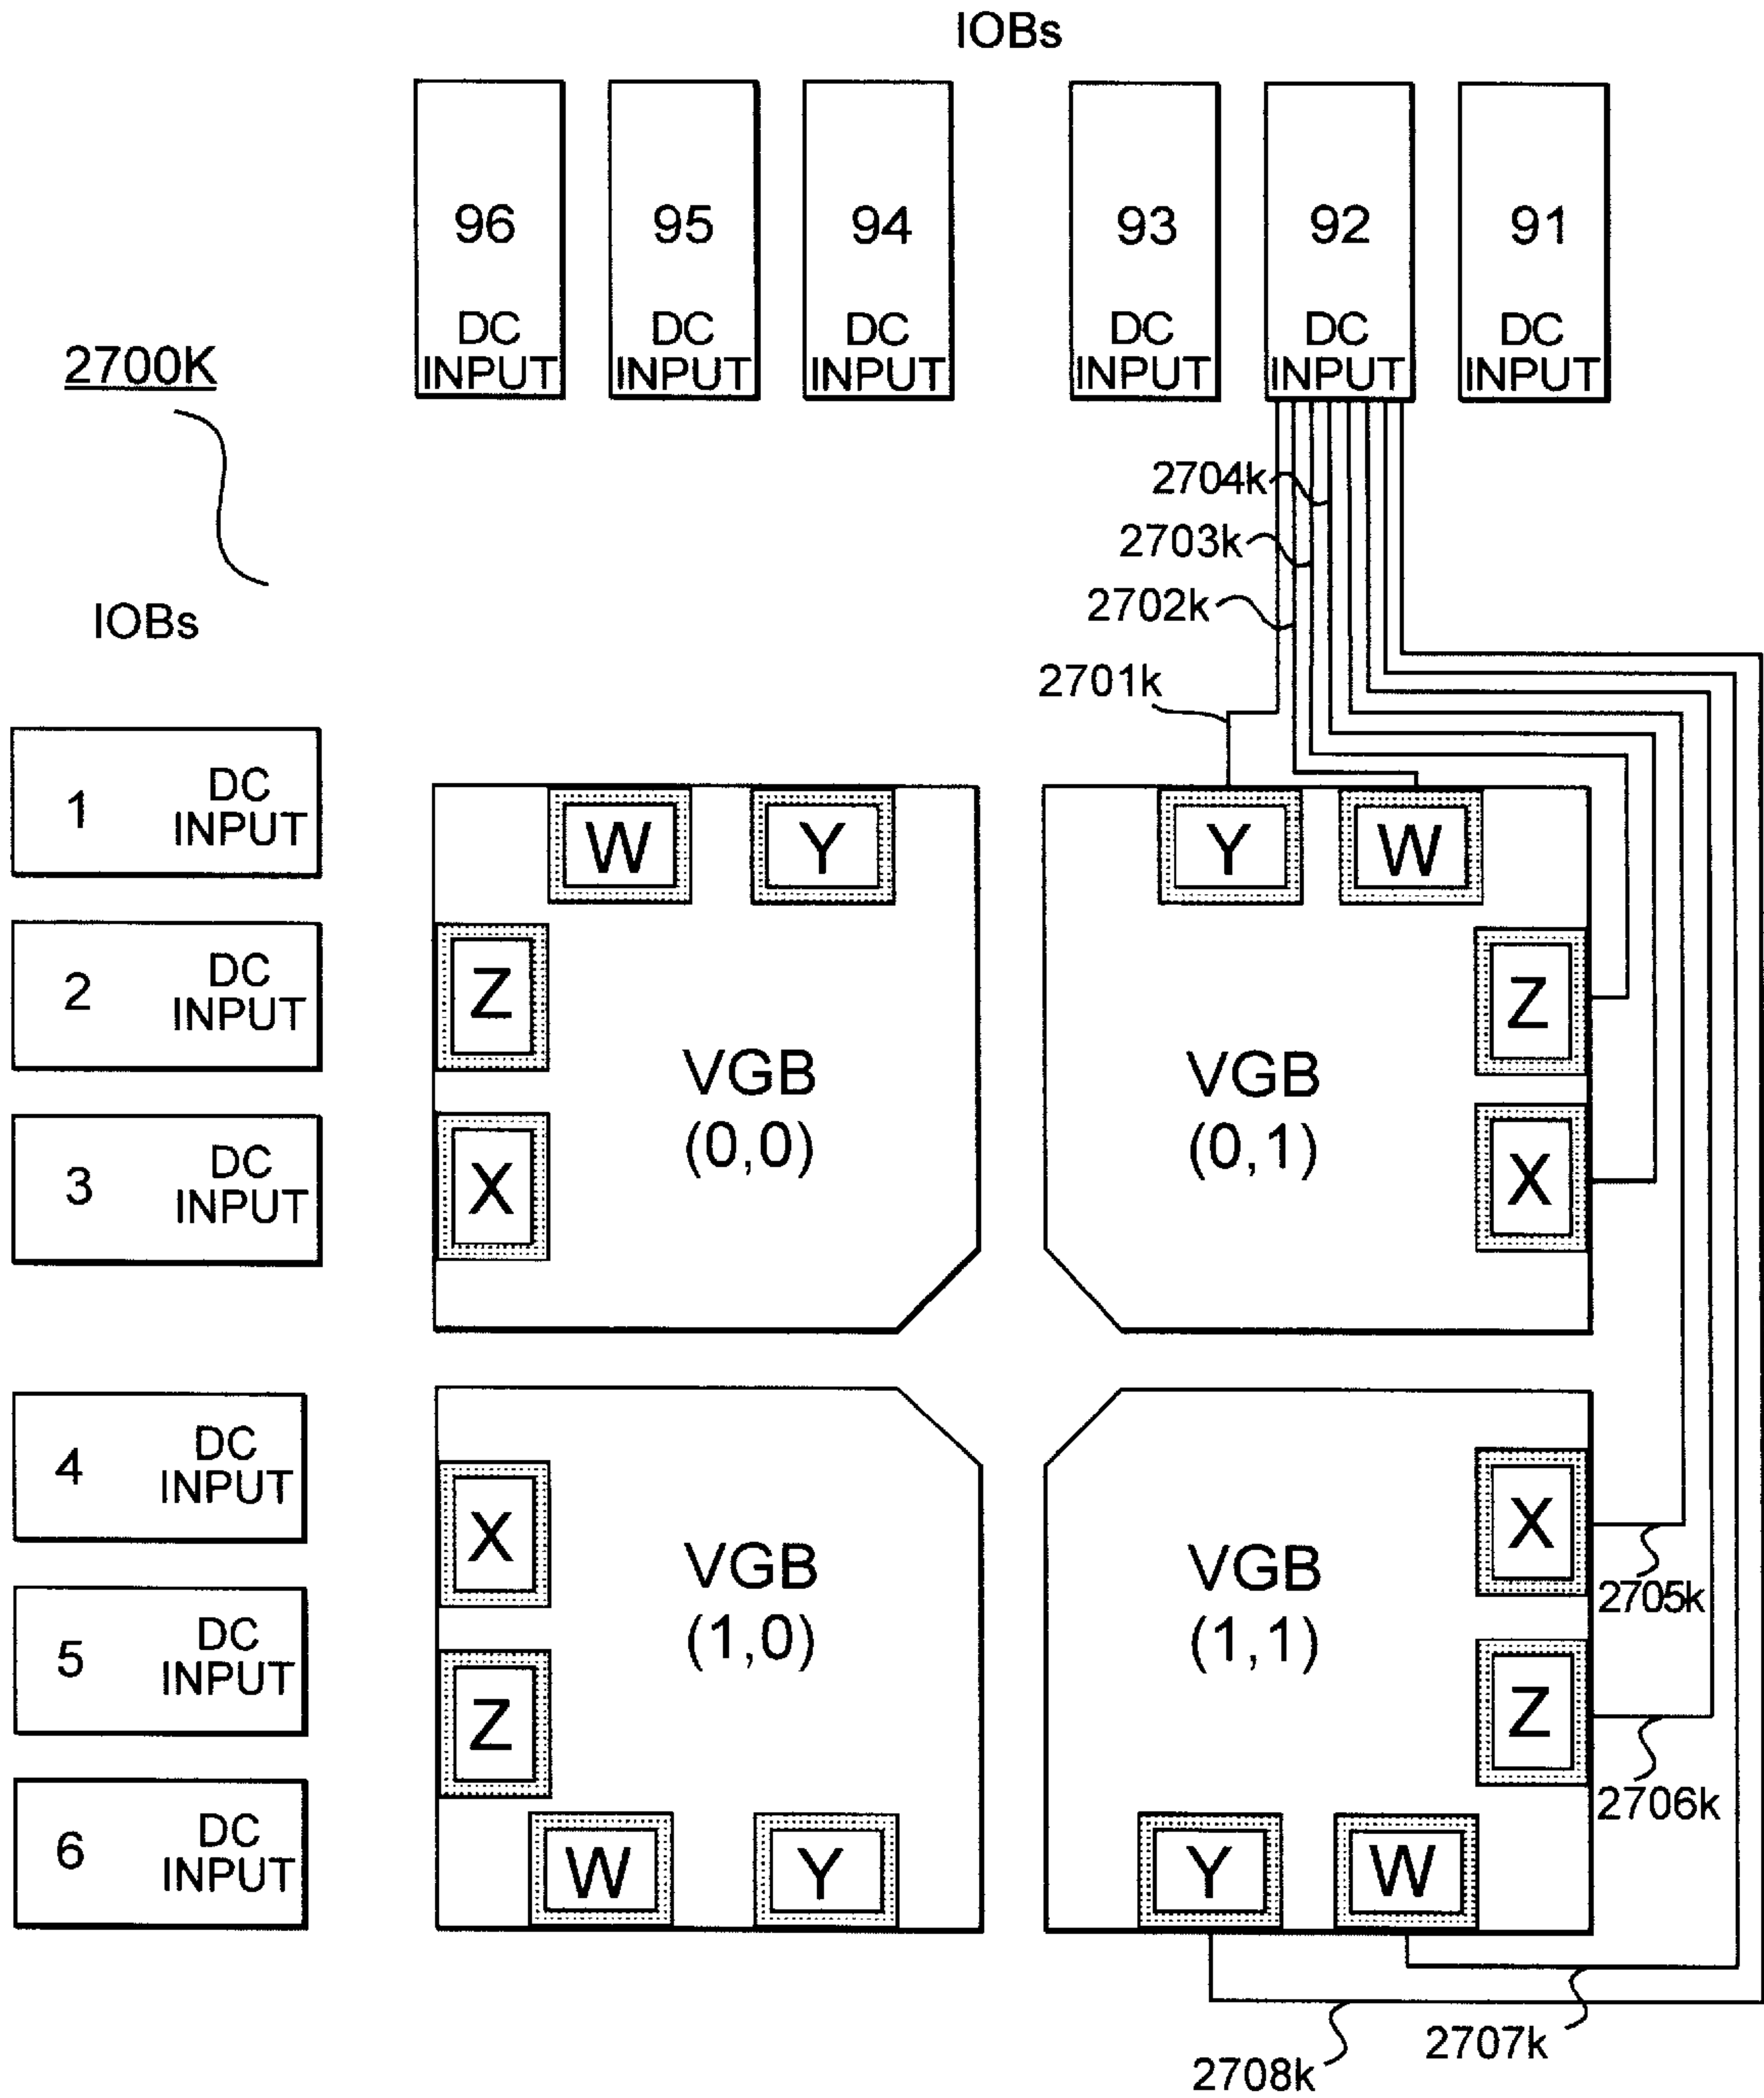 IOBs
96
DC
INPUT
95
DC
INPUT
94
DC
INPUT
93
DC
INPUT
92
DC
INPUT
91
DC
INPUT
2700K
2704k
2703k
2702k
2701k
IOBs
1
DC
INPUT
2
DC
INPUT
3
DC
INPUT
4
DC
INPUT
5
DC
INPUT
6
DC
INPUT
W
Y
Z
X
VGB
(0,0)
Y
W
Z
X
VGB
(0,1)
X
Z
W
Y
VGB
(1,0)
X
Z
Y
W
VGB
(1,1)
2705k
2706k
2707k
2708k